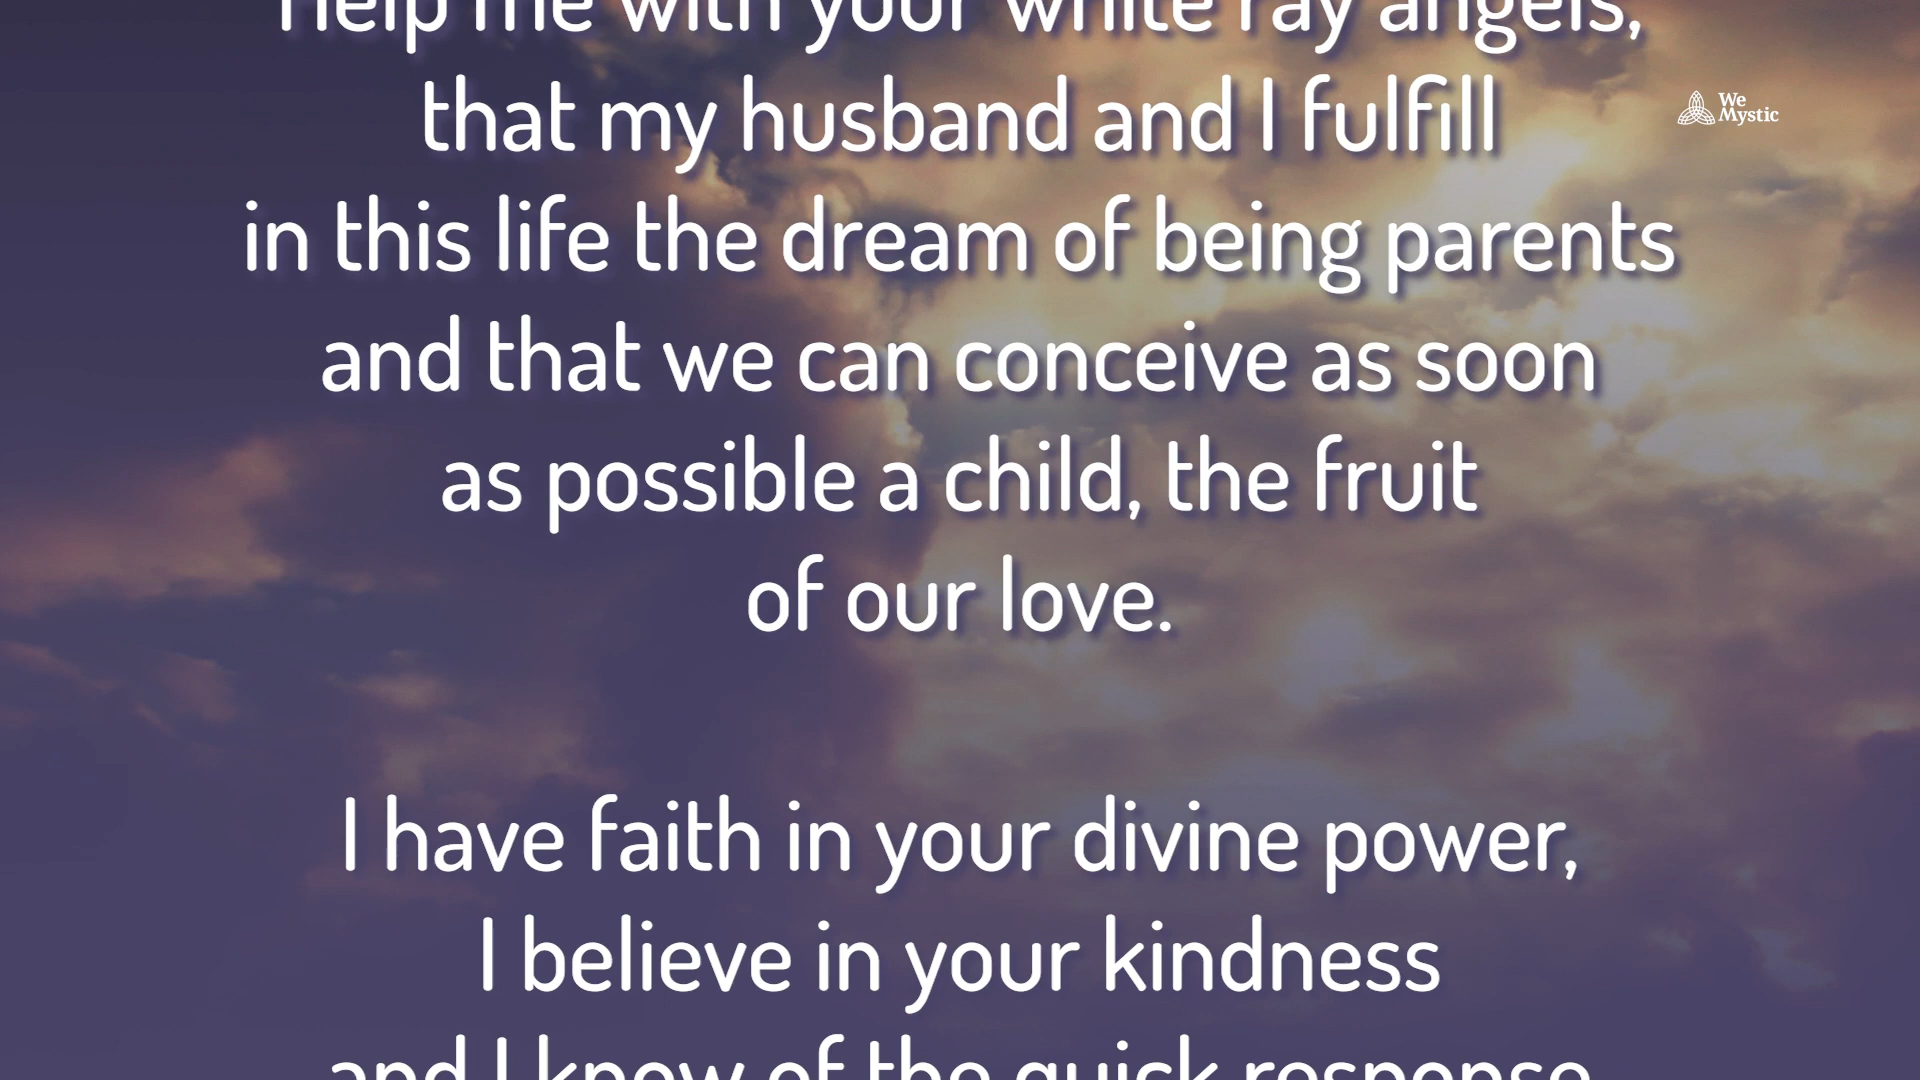 Help me with your white ray angels,
that my husband and I fulfill
We
Mystic
in this life the dream of being parents
and that we can conceive as soon
as possible a child, the fruit
of our love.
I have faith in your divine power,
I believe in your kindness
and I know of the quick response